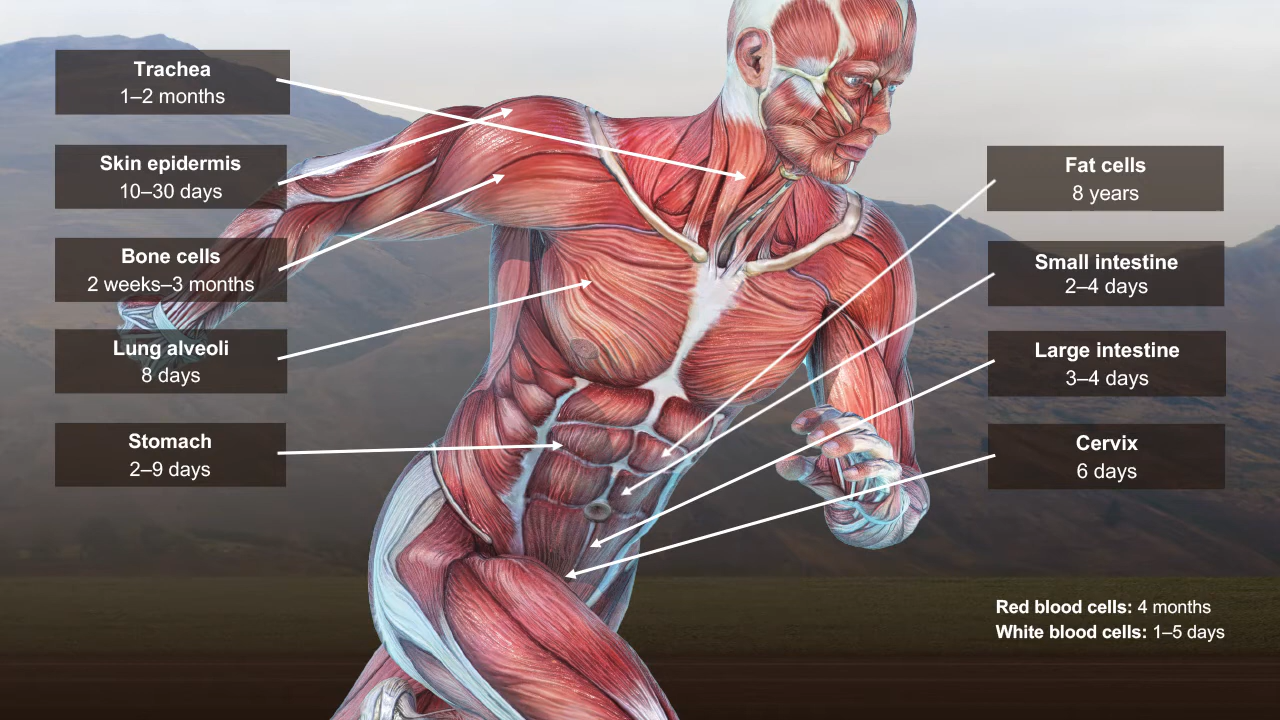 Trachea
1–2 months
Skin epidermis
10–30 days
Bone cells
2 weeks–3 months
Lung alveoli
8 days
Stomach
2–9 days
Fat cells
8 years
Small intestine
2–4 days
Large intestine
3–4 days
Cervix
6 days
Red blood cells: 4 months
White blood cells: 1–5 days